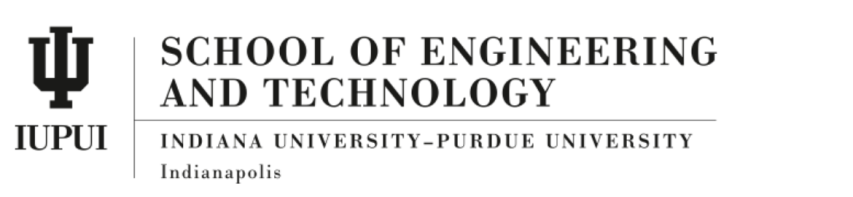 SCHOOL OF ENGINEERING
AND TECHNOLOGY
IUPUI
INDIANA UNIVERSITY–PURDUE UNIVERSITY
Indianapolis